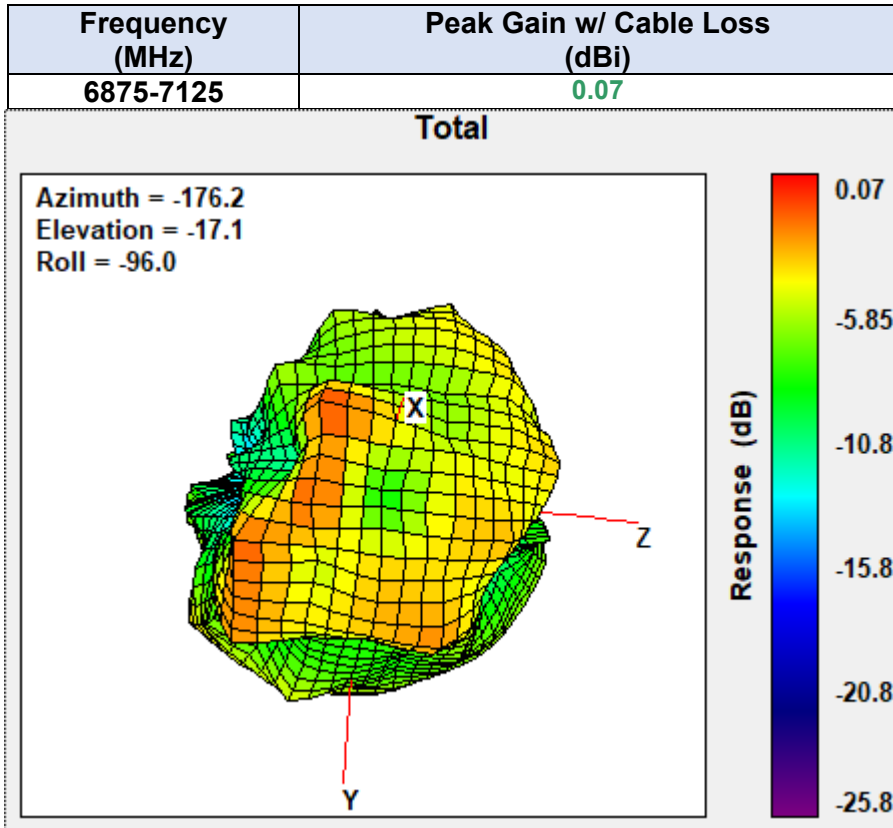 Frequency
(MHz)
Peak Gain w/ Cable Loss
(dBi)
6875-7125
0.07
Total
Azimuth = -176.2
Elevation = -17.1
Roll = -96.0
X
Z
Y
Response (dB)
0.07
-5.85
-10.8
-15.8
-20.8
-25.8